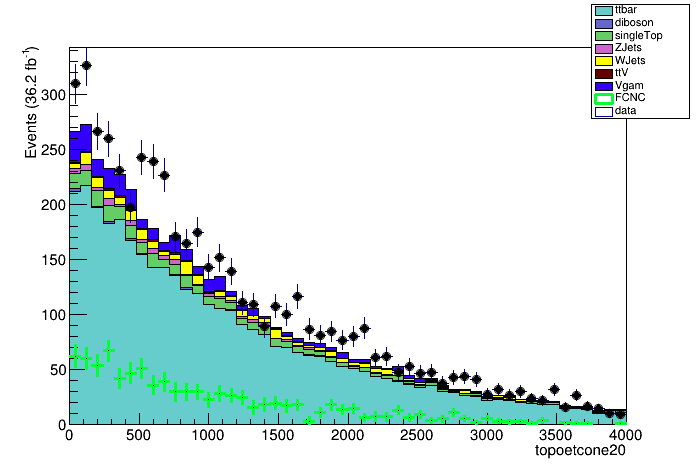 ttbar
diboson
singleTop
ZJets
WJets
ttV
Vgam
FCNC
data
Events (36.2 fb⁻¹)
300
250
200
150
100
50
0
0 500 1000 1500 2000 2500 3000 3500 4000
topoetcone20